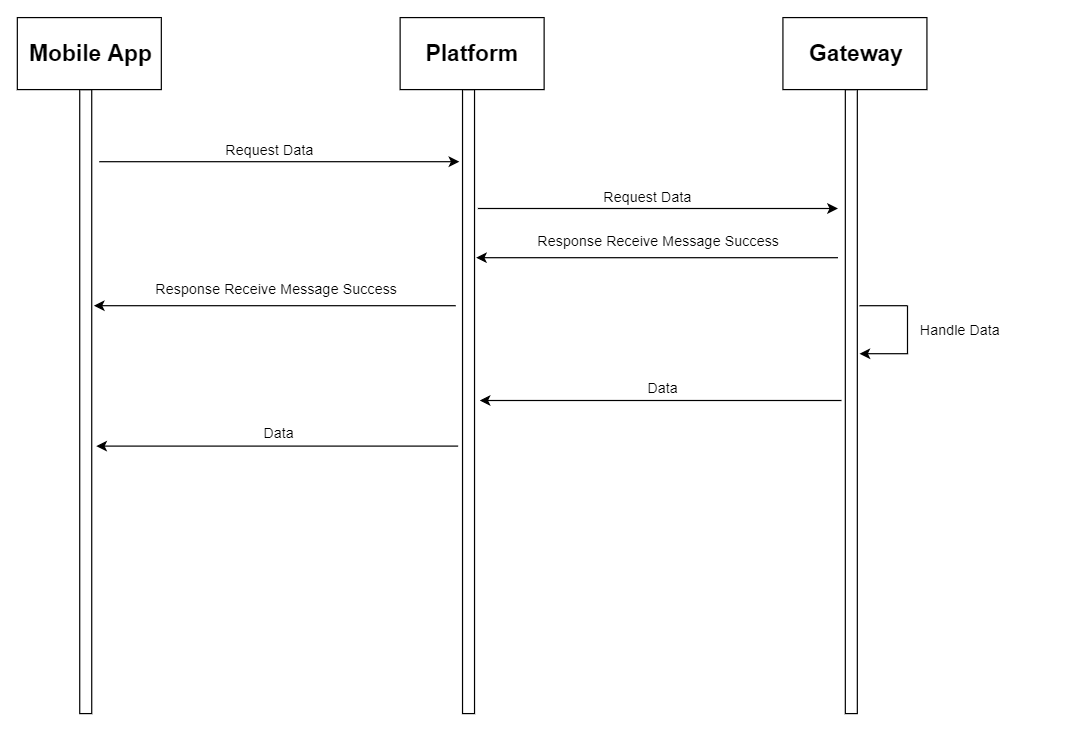 Mobile App
Platform
Gateway
Request Data
Request Data
Response Receive Message Success
Response Receive Message Success
Handle Data
Data
Data